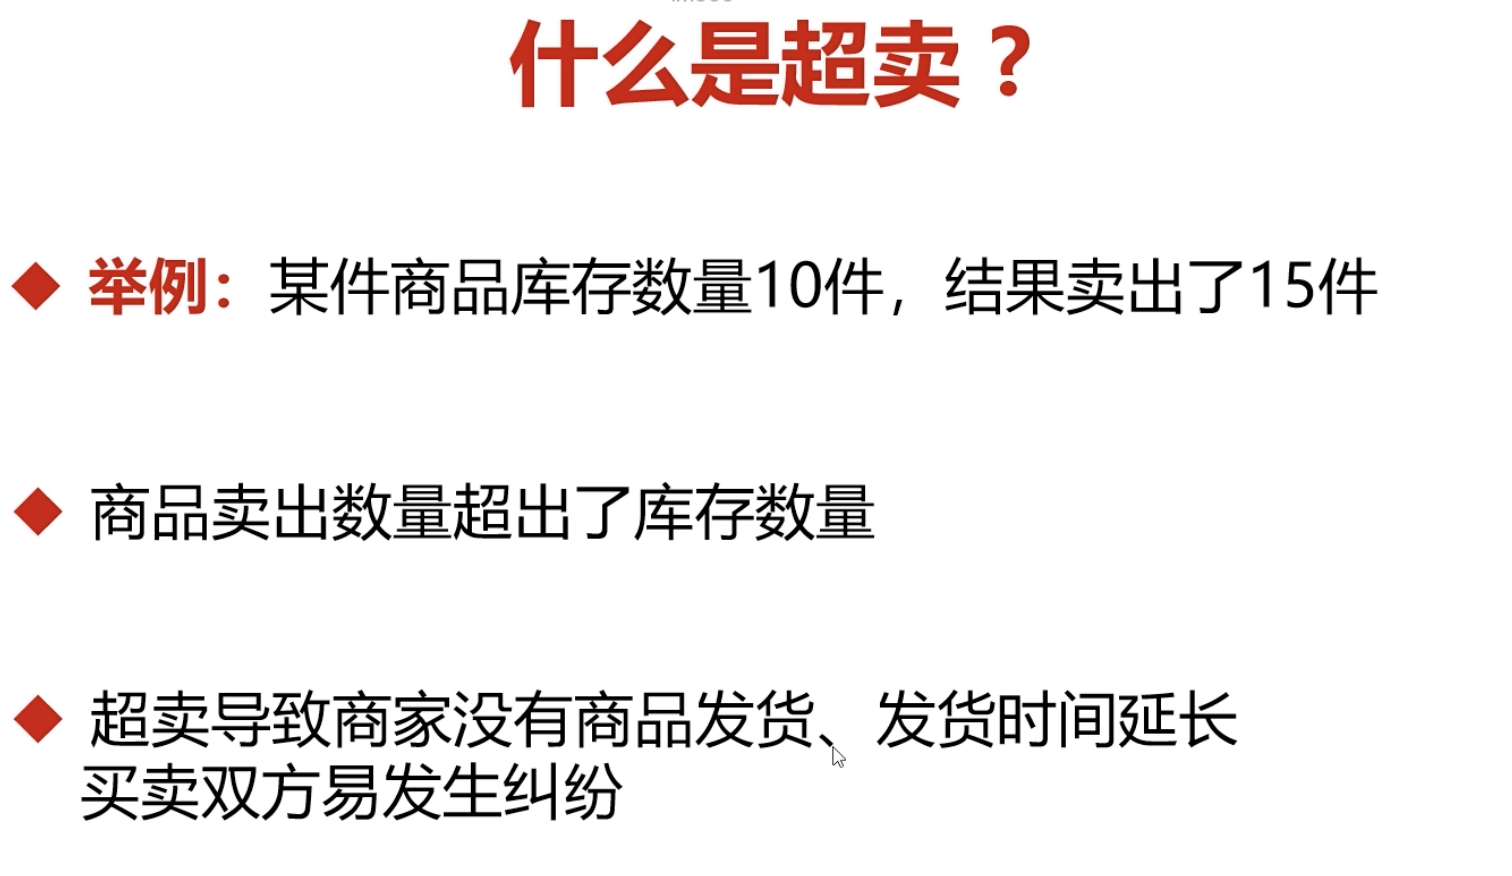 什么是超卖？
举例：某件商品库存数量10件，结果卖出了15件
商品卖出数量超出了库存数量
超卖导致商家没有商品发货、发货时间延长
买卖双方易发生纠纷